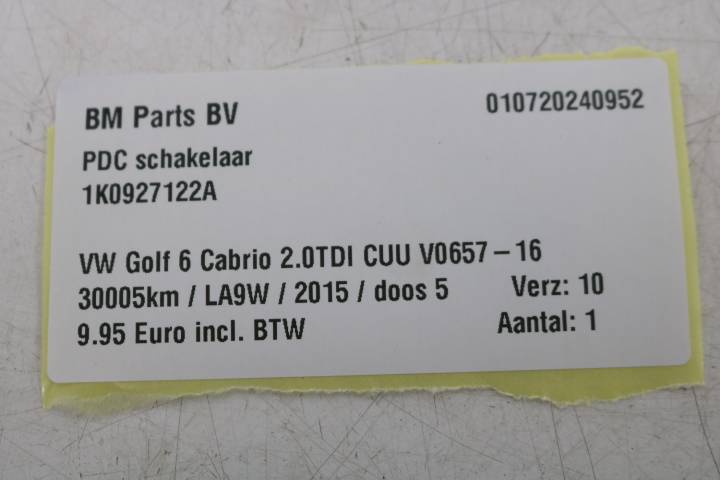 BM Parts BV 010720240952
PDC schakelaar
1K0927122A
VW Golf 6 Cabrio 2.0TDI CUU V0657-16
30005km / LA9W / 2015 / doos 5 Verz: 10
9.95 Euro incl. BTW Aantal: 1